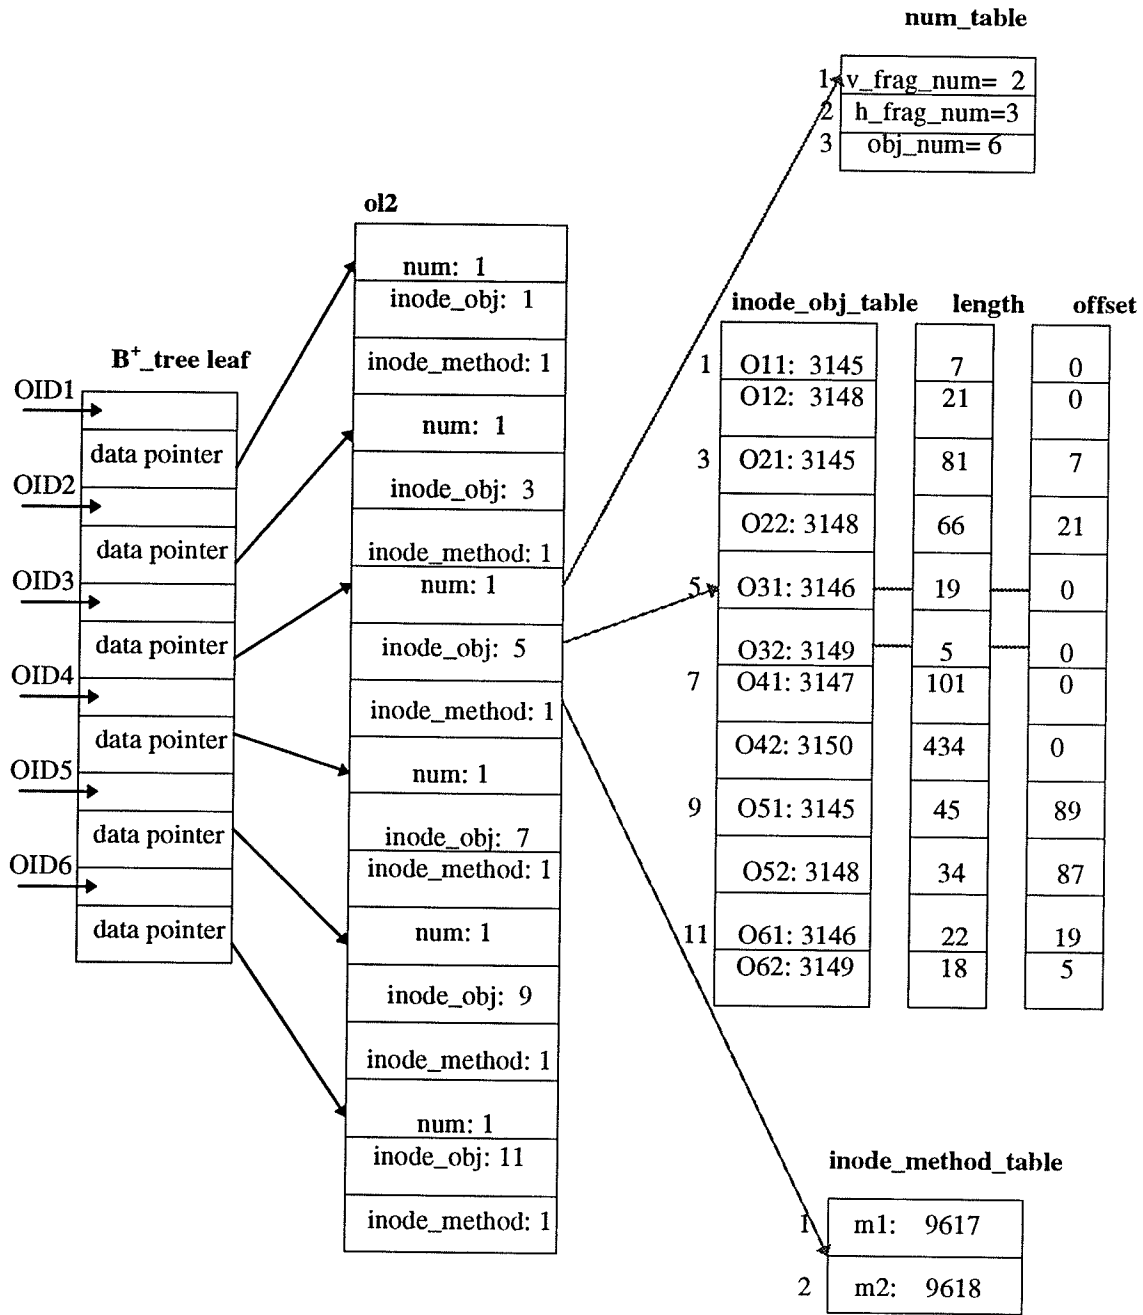 num_table
1 v_frag_num= 2
2 h_frag_num=3
3 obj_num= 6
ol2
num: 1
inode_obj: 1
inode_method: 1
num: 1
inode_obj: 3
inode_method: 1
num: 1
inode_obj: 5
inode_method: 1
num: 1
inode_obj: 7
inode_method: 1
num: 1
inode_obj: 9
inode_method: 1
num: 1
inode_obj: 11
inode_method: 1
B+_tree leaf
OID1
data pointer
OID2
data pointer
OID3
data pointer
OID4
data pointer
OID5
data pointer
OID6
data pointer
inode_obj_table length offset
1 O11: 3145 7 0
O12: 3148 21 0
3 O21: 3145 81 7
O22: 3148 66 21
5 O31: 3146 19 0
O32: 3149 5 0
7 O41: 3147 101 0
O42: 3150 434 0
9 O51: 3145 45 89
O52: 3148 34 87
11 O61: 3146 22 19
O62: 3149 18 5
inode_method_table
1 m1: 9617
2 m2: 9618